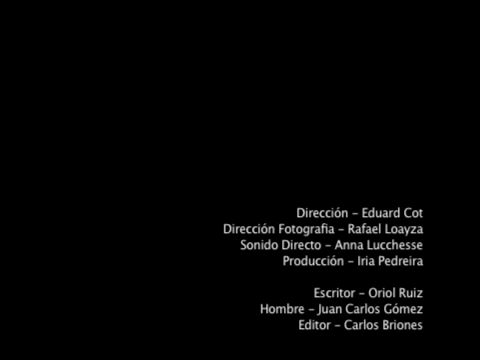 Dirección – Eduard Cot
Dirección Fotografia – Rafael Loayza
Sonido Directo – Anna Lucchesse
Producción – Iria Pedreira
Escritor – Oriol Ruiz
Hombre – Juan Carlos Gómez
Editor – Carlos Briones